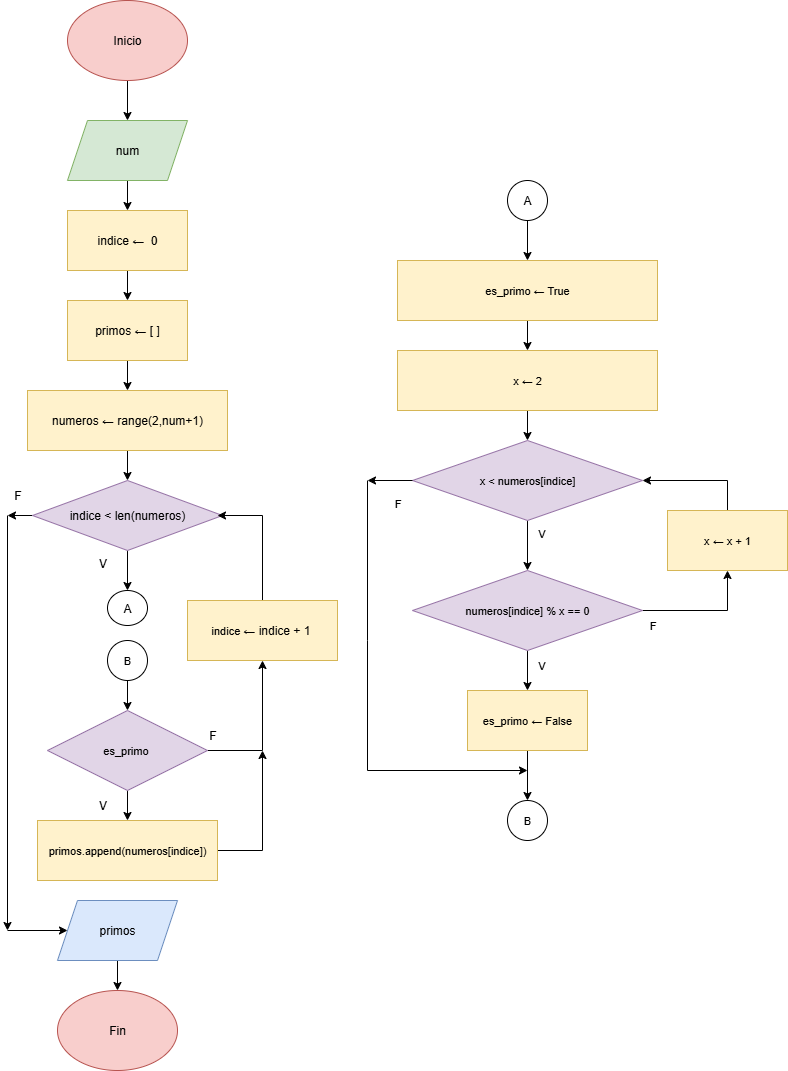 Inicio
num
indice ← 0
primos ← [ ]
numeros ← range(2,num+1)
F
indice < len(numeros)
V
A
indice ← indice + 1
B
es_primo
F
V
primos.append(numeros[indice])
primos
Fin
A
es_primo ← True
x ← 2
x < numeros[indice]
F
V
x ← x + 1
numeros[indice] % x == 0
F
V
es_primo ← False
B